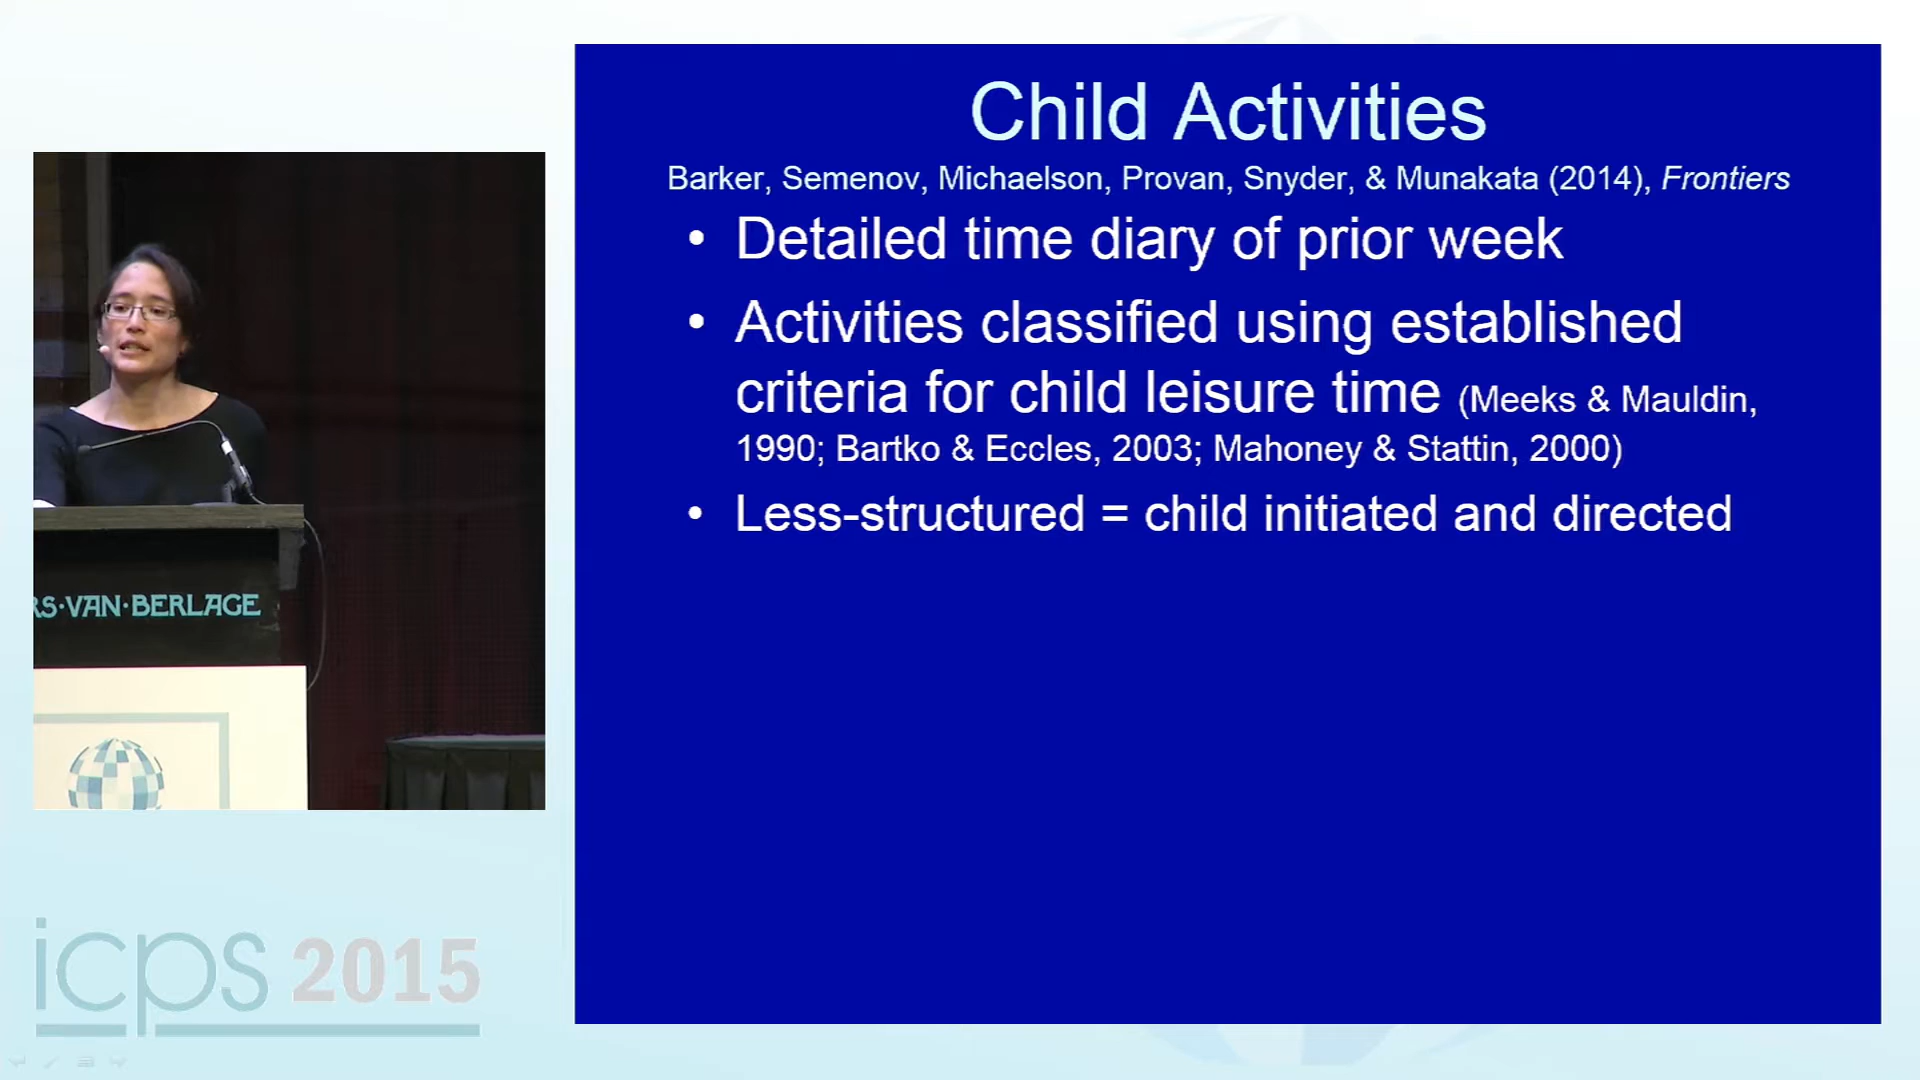 Child Activities
Barker, Semenov, Michaelson, Provan, Snyder, & Munakata (2014), Frontiers
• Detailed time diary of prior week
• Activities classified using established
criteria for child leisure time (Meeks & Mauldin,
1990; Bartko & Eccles, 2003; Mahoney & Stattin, 2000)
• Less-structured = child initiated and directed
RS·VAN·BERLAGE
icps 2015